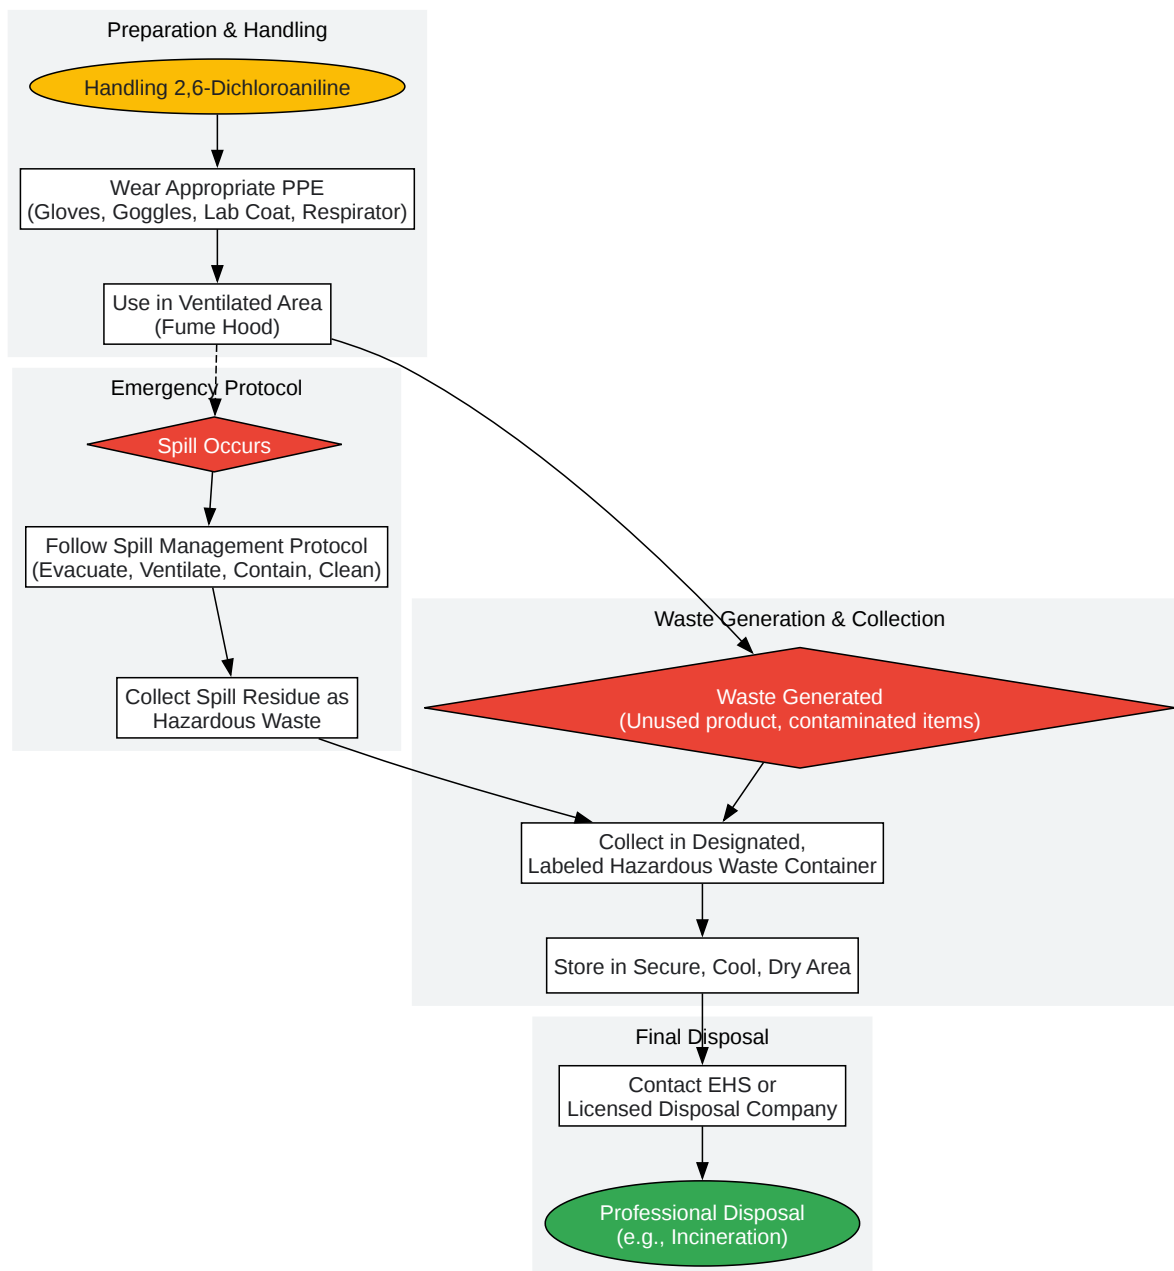 Preparation & Handling
Handling 2,6-Dichloroaniline
Wear Appropriate PPE
(Gloves, Goggles, Lab Coat, Respirator)
Use in Ventilated Area
(Fume Hood)
Emergency Protocol
Spill Occurs
Follow Spill Management Protocol
(Evacuate, Ventilate, Contain, Clean)
Collect Spill Residue as
Hazardous Waste
Waste Generation & Collection
Waste Generated
(Unused product, contaminated items)
Collect in Designated,
Labeled Hazardous Waste Container
Store in Secure, Cool, Dry Area
Final Disposal
Contact EHS or
Licensed Disposal Company
Professional Disposal
(e.g., Incineration)